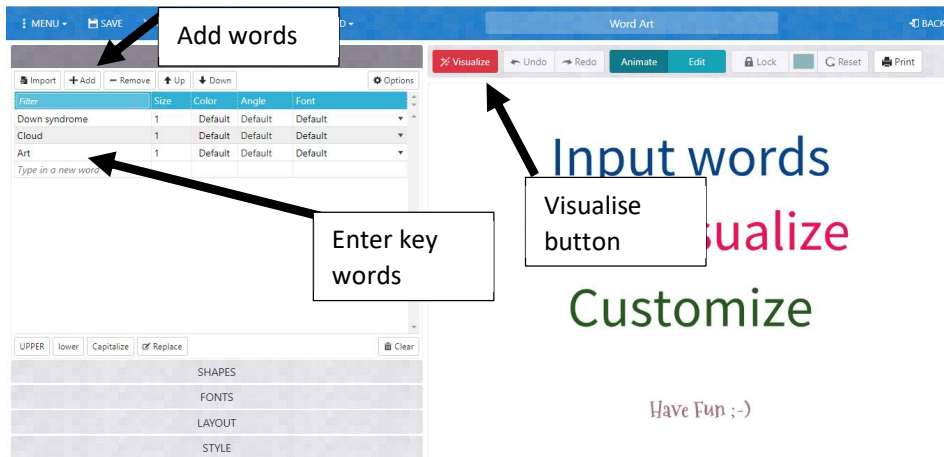 MENU SAVE D Word Art BACK
Add words
Visualize Undo Redo Animate Edit Lock Reset Print
Import Add Remove Up Down Options
Filter Size Color Angle Font
Down syndrome 1 Default Default Default
Cloud 1 Default Default Default
Art 1 Default Default Default
Type in a new word
Input words
Visualise
button
sualize
Enter key
words
Customize
UPPER lower Capitalize Replace Clear
SHAPES
FONTS
LAYOUT
STYLE
Have Fun ;-)